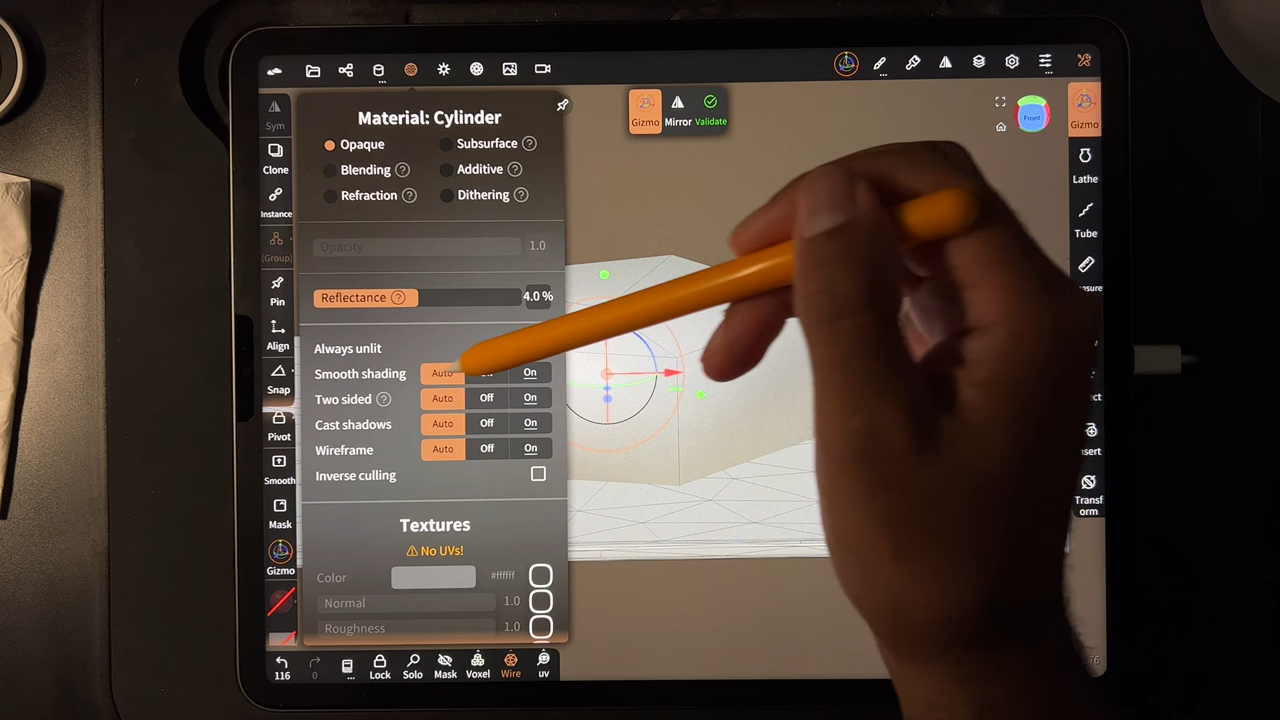 Material: Cylinder
Opaque
Subsurface ?
Blending ?
Additive ?
Refraction ?
Dithering ?
Opacity 1.0
Reflectance ? 4.0 %
Always unlit
Smooth shading Auto On
Two sided ? Auto Off On
Cast shadows Auto Off On
Wireframe Auto Off On
Inverse culling
Textures
No UVs!
Color #ffffff
Normal 1.0
Roughness 1.0
Sym
Clone
Instance
(Group)
Pin
Align
Snap
Pivot
Smooth
Mask
Gizmo
Gizmo Mirror Validate
Front
Gizmo
Lathe
Tube
Transf
orm
116 0 Lock Solo Mask Voxel Wire uv